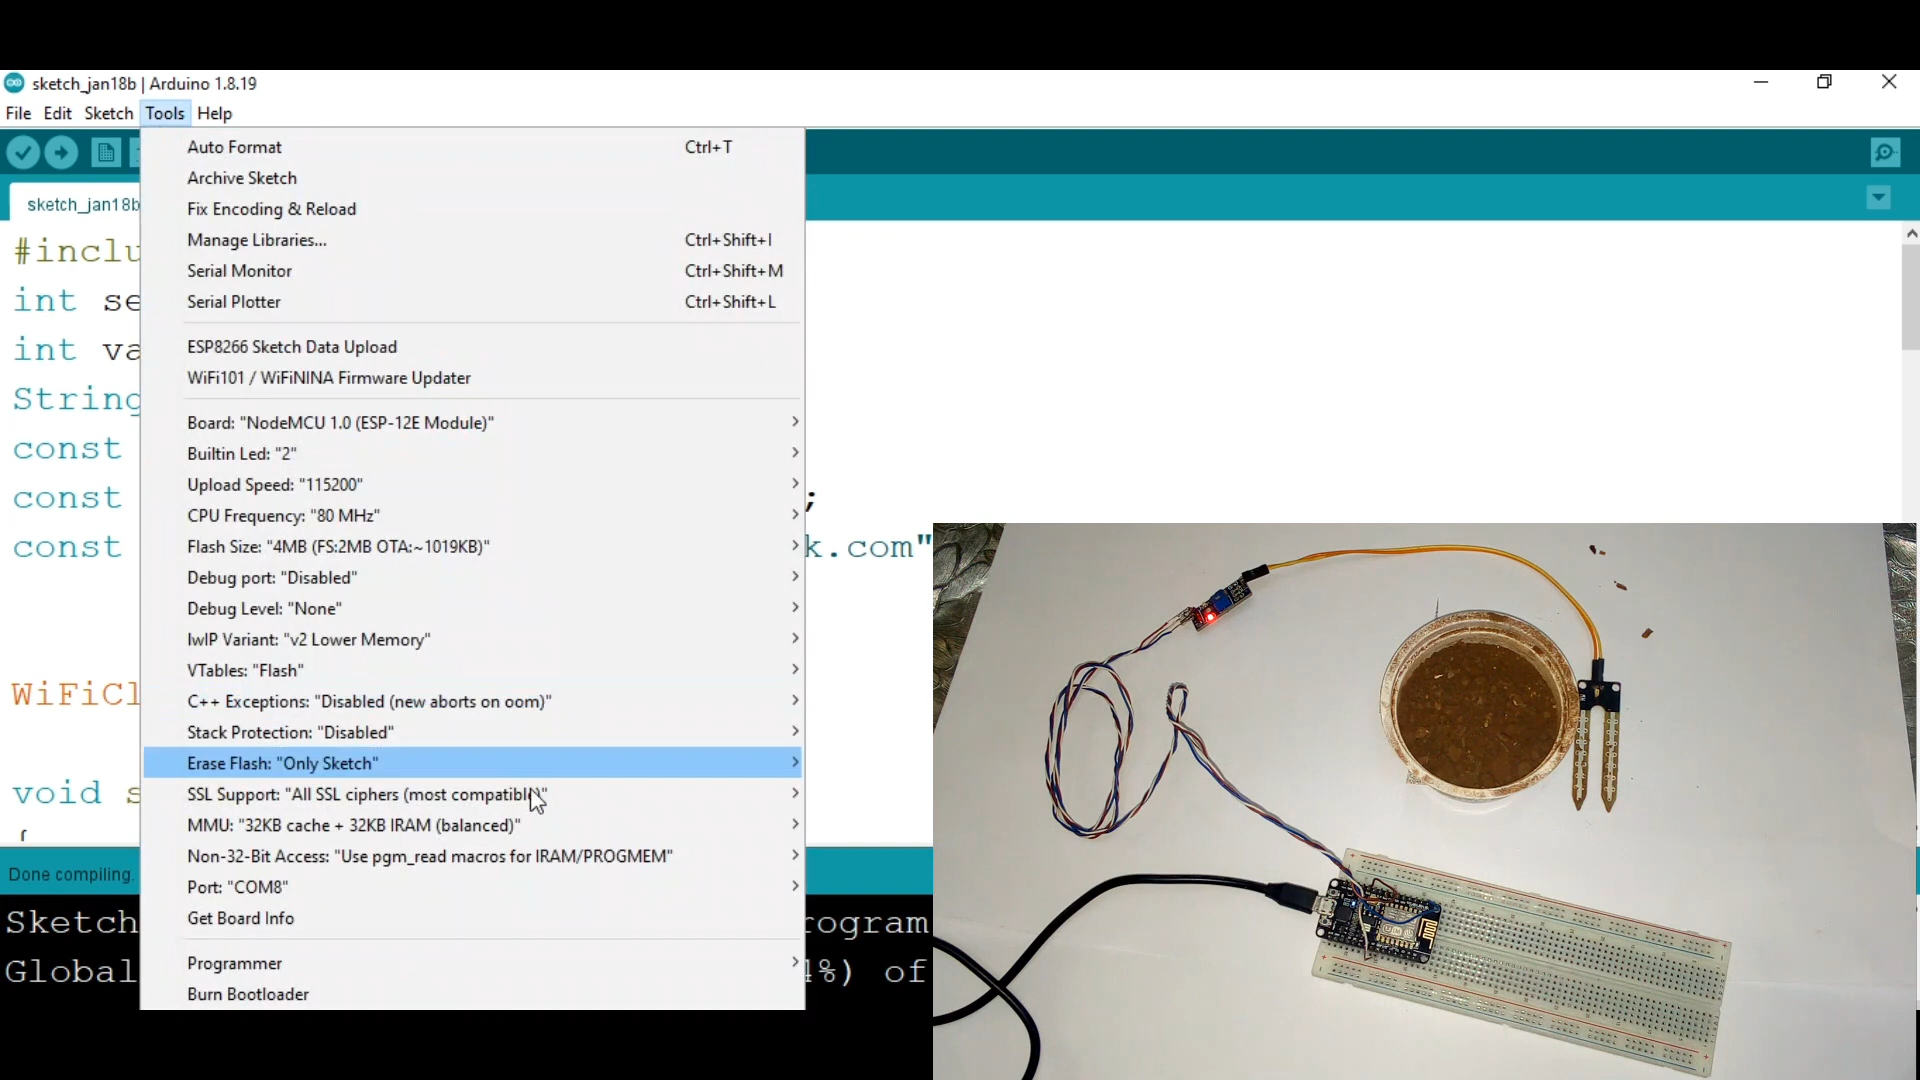 sketch_jan18b | Arduino 1.8.19
File Edit Sketch Tools Help
Auto Format Ctrl+T
Archive Sketch
Fix Encoding & Reload
Manage Libraries... Ctrl+Shift+I
Serial Monitor Ctrl+Shift+M
Serial Plotter Ctrl+Shift+L
ESP8266 Sketch Data Upload
WiFi101 / WiFiNINA Firmware Updater
Board: "NodeMCU 1.0 (ESP-12E Module)"
Builtin Led: "2"
Upload Speed: "115200"
CPU Frequency: "80 MHz"
Flash Size: "4MB (FS:2MB OTA:~1019KB)"
Debug port: "Disabled"
Debug Level: "None"
lwIP Variant: "v2 Lower Memory"
VTables: "Flash"
C++ Exceptions: "Disabled (new aborts on oom)"
Stack Protection: "Disabled"
Erase Flash: "Only Sketch"
SSL Support: "All SSL ciphers (most compatible)"
MMU: "32KB cache + 32KB IRAM (balanced)"
Non-32-Bit Access: "Use pgm_read macros for IRAM/PROGMEM"
Port: "COM8"
Get Board Info
Programmer
Burn Bootloader
sketch_jan18b
#inclu
int se
int va
String
const
const ;
const k.com"
WiFiCl
void s
{
Done compiling.
Sketch rogram
Global %) of